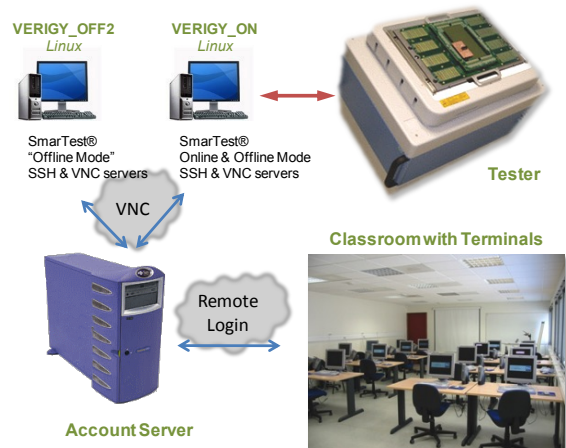 VERIGY_OFF2
Linux
VERIGY_ON
Linux
SmarTest®
“Offline Mode”
SSH & VNC servers
SmarTest®
Online & Offline Mode
SSH & VNC servers
Tester
VNC
Classroom with Terminals
Remote
Login
Account Server